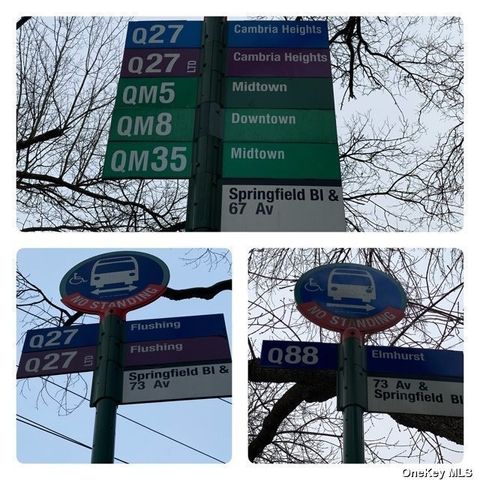 Q27 Cambria Heights
Q27 LTD Cambria Heights
QM5 Midtown
QM8 Downtown
QM35 Midtown
Springfield Bl &
67 Av
NO STANDING
Q27 Flushing
Q27 LTD Flushing
Springfield Bl &
73 Av
NO STANDING
Q88 Elmhurst
73 Av &
Springfield Bl
OneKey MLS